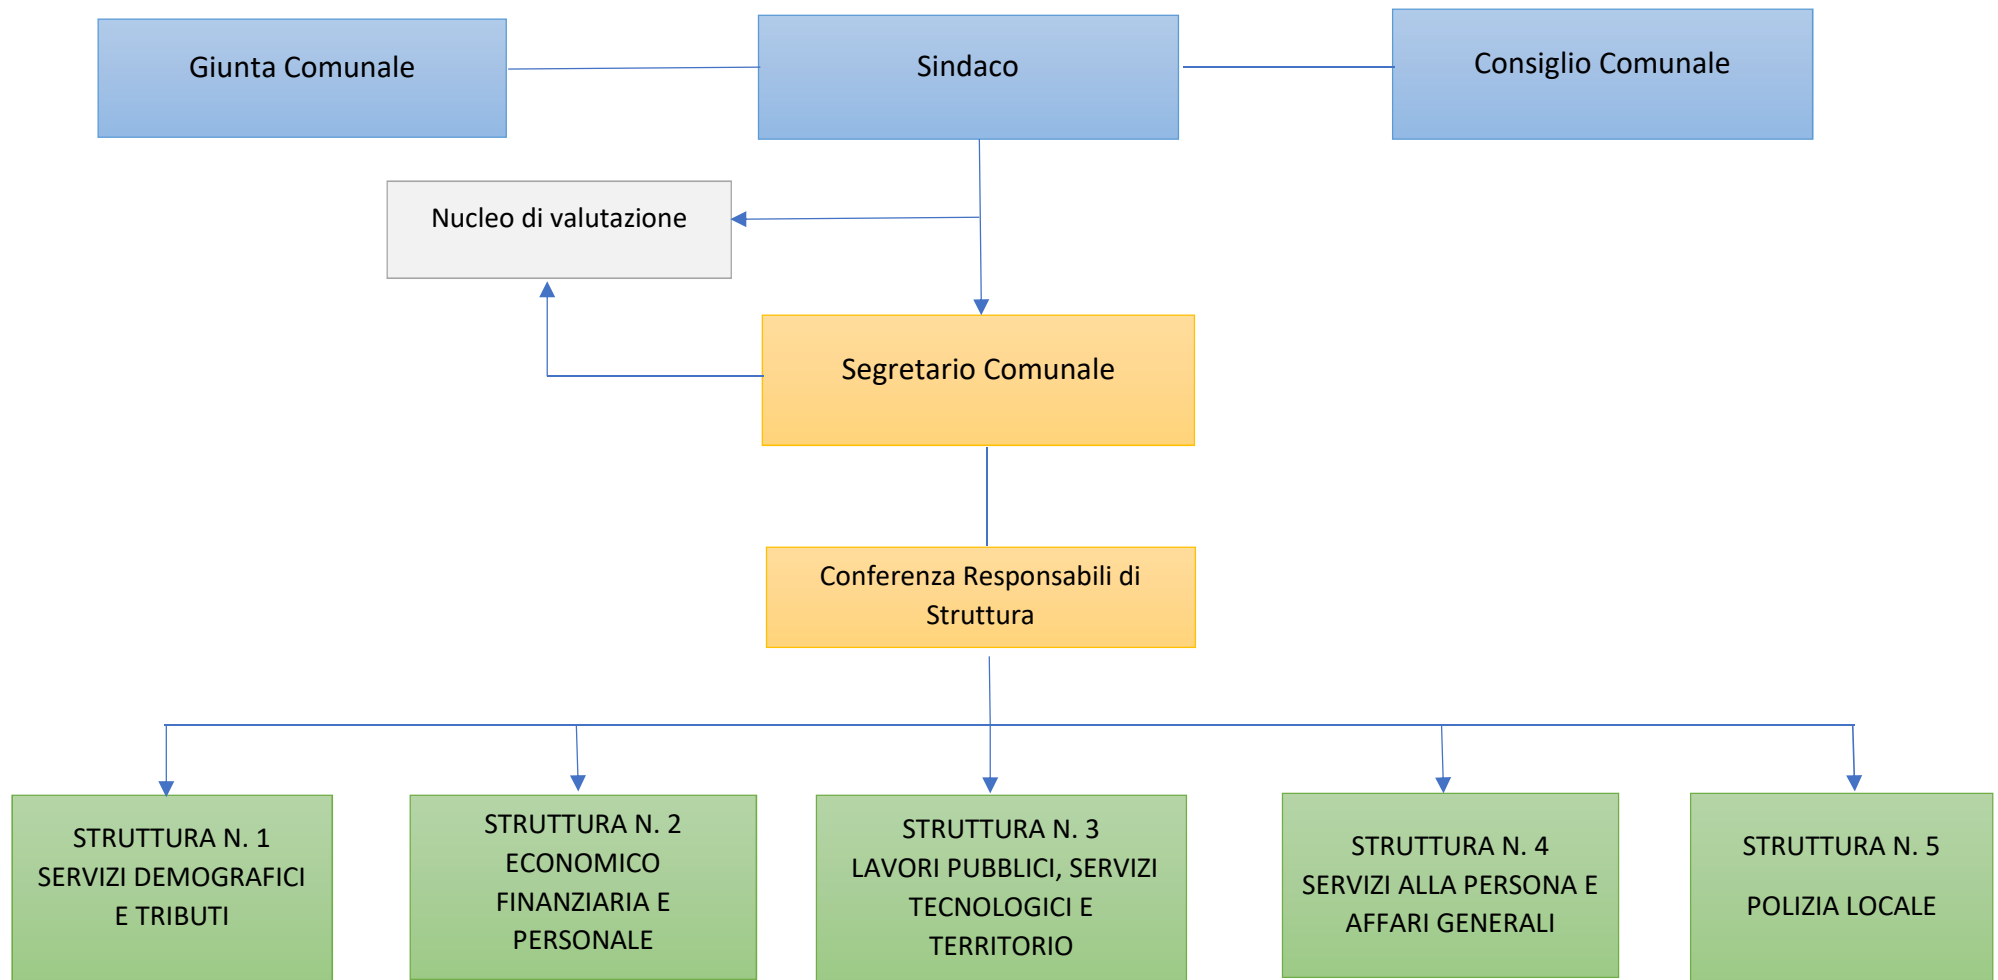 Giunta Comunale
Sindaco
Consiglio Comunale
Nucleo di valutazione
Segretario Comunale
Conferenza Responsabili di
Struttura
STRUTTURA N. 1
SERVIZI DEMOGRAFICI
E TRIBUTI
STRUTTURA N. 2
ECONOMICO
FINANZIARIA E
PERSONALE
STRUTTURA N. 3
LAVORI PUBBLICI, SERVIZI
TECNOLOGICI E
TERRITORIO
STRUTTURA N. 4
SERVIZI ALLA PERSONA E
AFFARI GENERALI
STRUTTURA N. 5
POLIZIA LOCALE